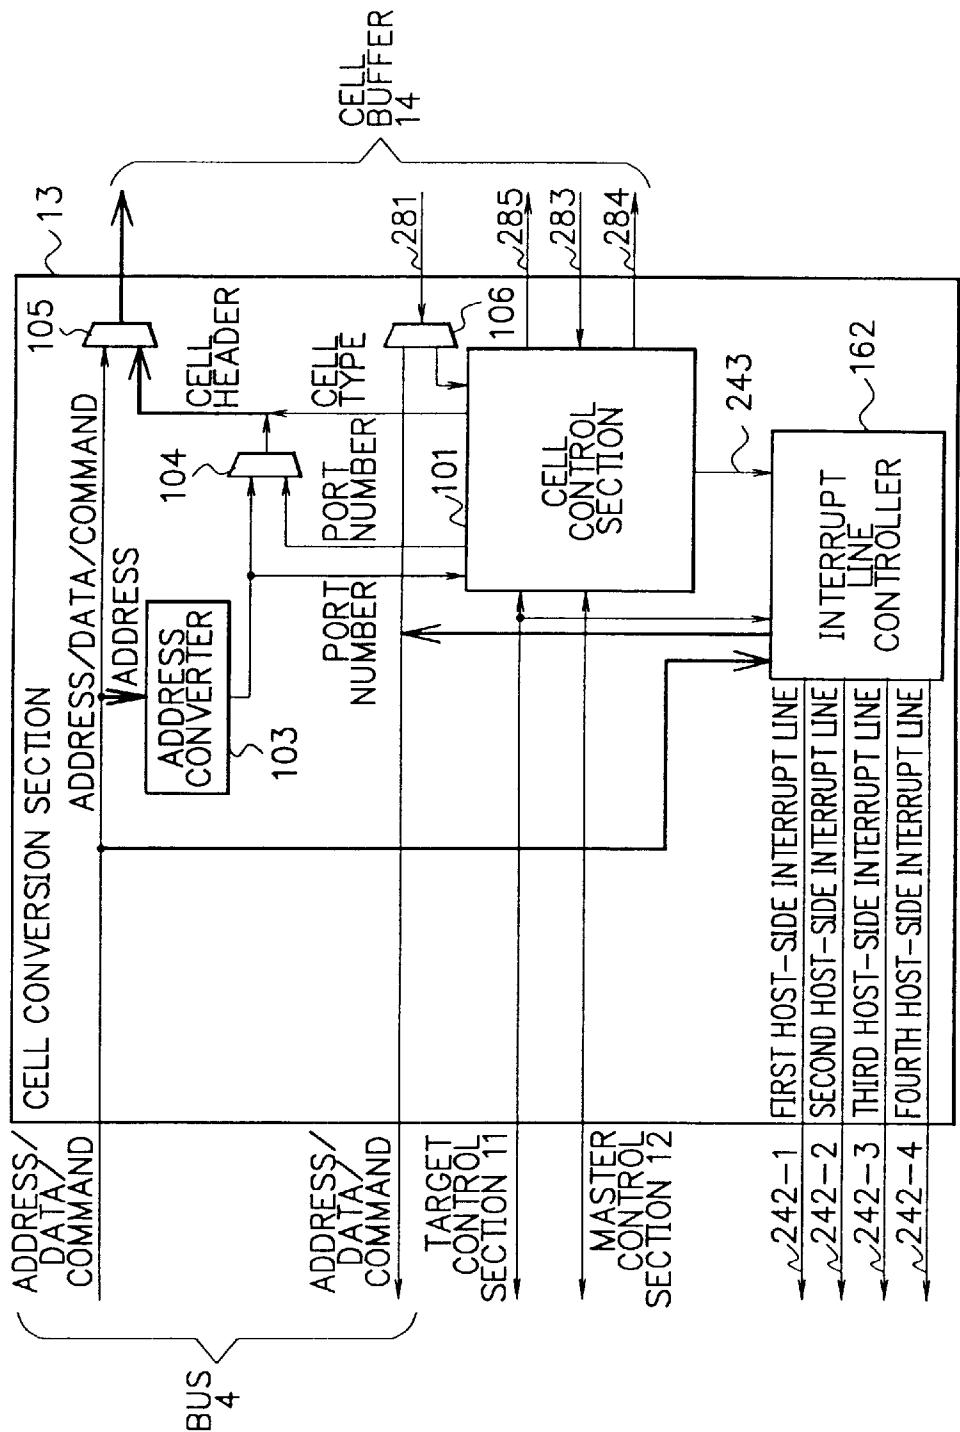 CELL CONVERSION SECTION
13
BUS
4
ADDRESS/
DATA/
COMMAND
ADDRESS/DATA/COMMAND
ADDRESS
ADDRESS
CONVERTER
103
104
105
CELL
HEADER
CELL
BUFFER
14
ADDRESS/
DATA/
COMMAND
PORT
NUMBER
PORT
NUMBER
CELL
TYPE
106
281
TARGET
CONTROL
SECTION 11
101
CELL
CONTROL
SECTION
285
283
284
MASTER
CONTROL
SECTION 12
243
162
INTERRUPT
LINE
CONTROLLER
242-1
FIRST HOST-SIDE INTERRUPT LINE
242-2
SECOND HOST-SIDE INTERRUPT LINE
242-3
THIRD HOST-SIDE INTERRUPT LINE
242-4
FOURTH HOST-SIDE INTERRUPT LINE